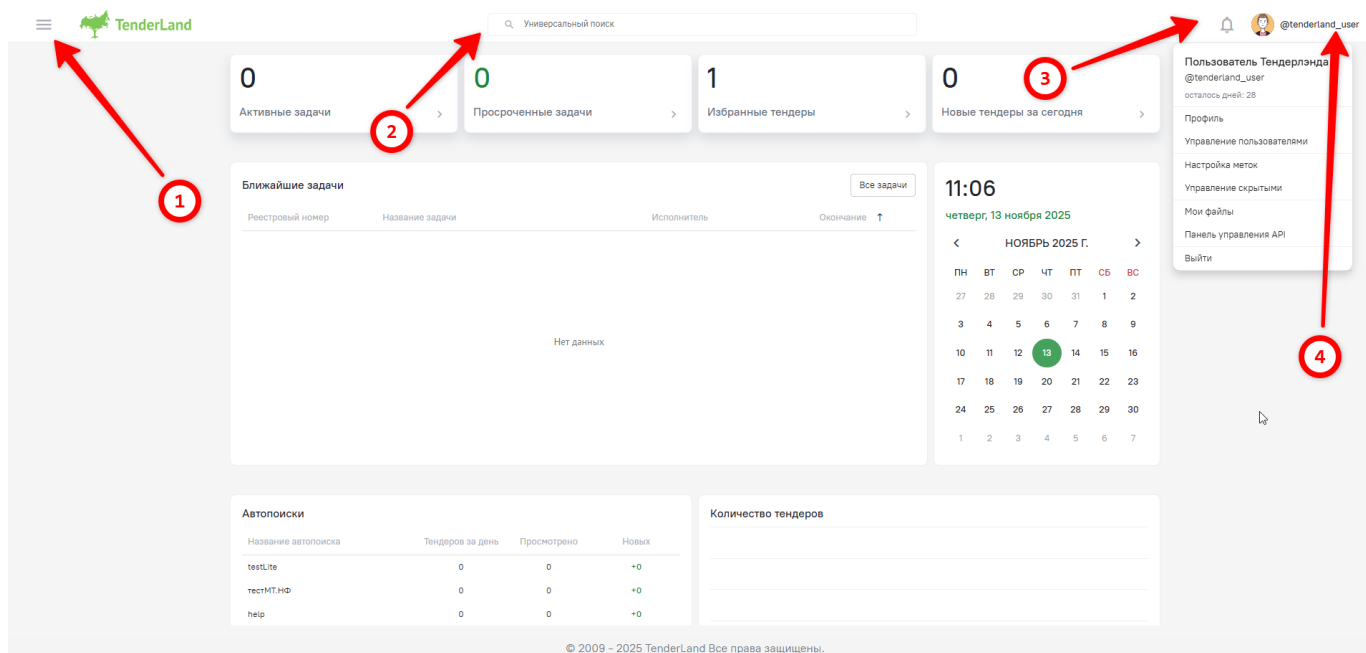 TenderLand
Универсальный поиск
@tenderland_user
0
Активные задачи
0
Просроченные задачи
1
Избранные тендеры
0
Новые тендеры за сегодня
1
2
3
4
Пользователь Тендерлэнда
@tenderland_user
осталось дней: 28
Профиль
Управление пользователями
Настройка меток
Управление скрытыми
Мои файлы
Панель управления API
Выйти
Ближайшие задачи
Все задачи
Реестровый номер Название задачи Исполнитель Окончание ↑
Нет данных
11:06
четверг, 13 ноября 2025
НОЯБРЬ 2025 Г.
ПН ВТ СР ЧТ ПТ СБ ВС
27 28 29 30 31 1 2
3 4 5 6 7 8 9
10 11 12 13 14 15 16
17 18 19 20 21 22 23
24 25 26 27 28 29 30
1 2 3 4 5 6 7
Автопоиски
Название автопоиска Тендеров за день Просмотрено Новых
testLite 0 0 +0
тестМТ.НФ 0 0 +0
help 0 0 +0
Количество тендеров
© 2009 - 2025 TenderLand Все права защищены.